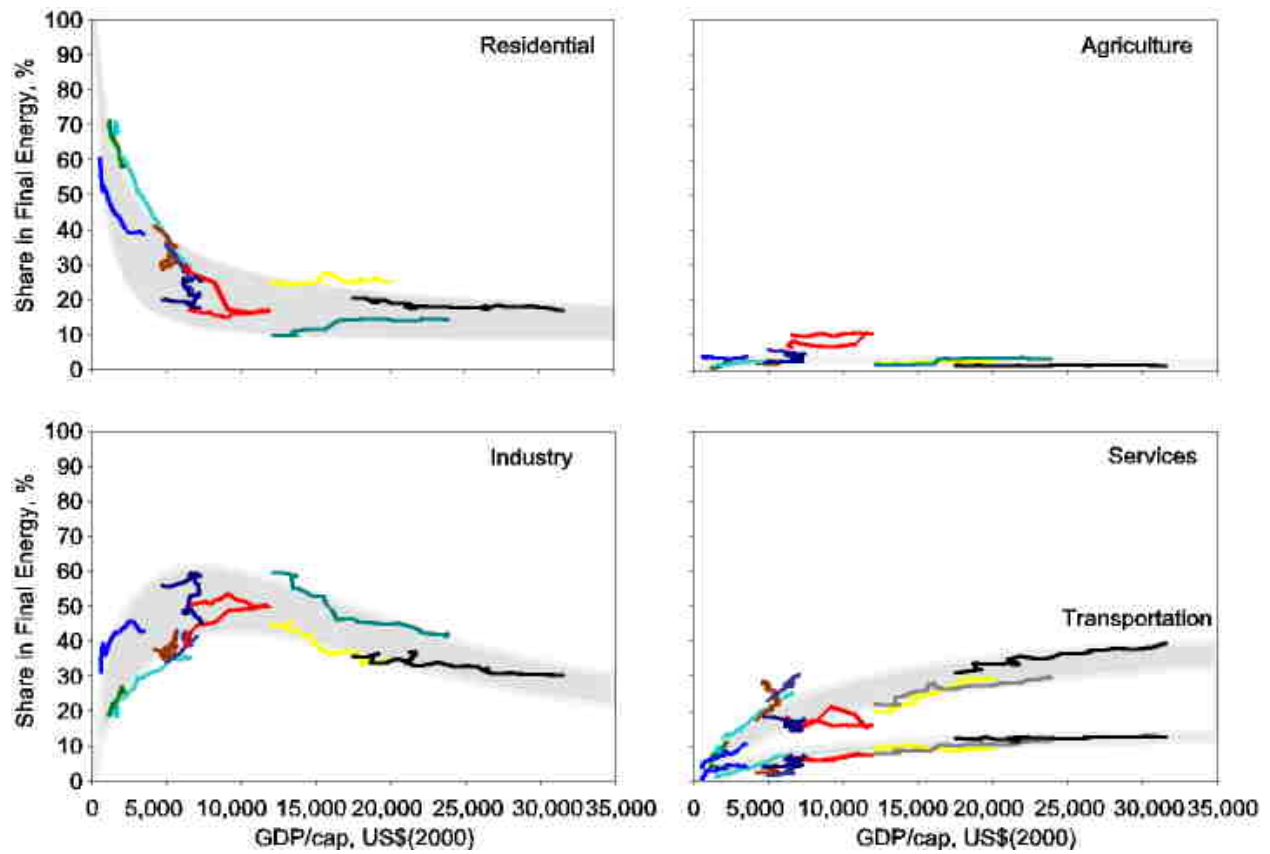 Share in Final Energy, %
100
90
80
70
60
50
40
30
20
10
0
Residential
Agriculture
Share in Final Energy, %
100
90
80
70
60
50
40
30
20
10
0
Industry
Services
Transportation
0 5,000 10,000 15,000 20,000 25,000 30,000 35,000
0 5,000 10,000 15,000 20,000 25,000 30,000 35,000
GDP/cap, US$(2000)
GDP/cap, US$(2000)